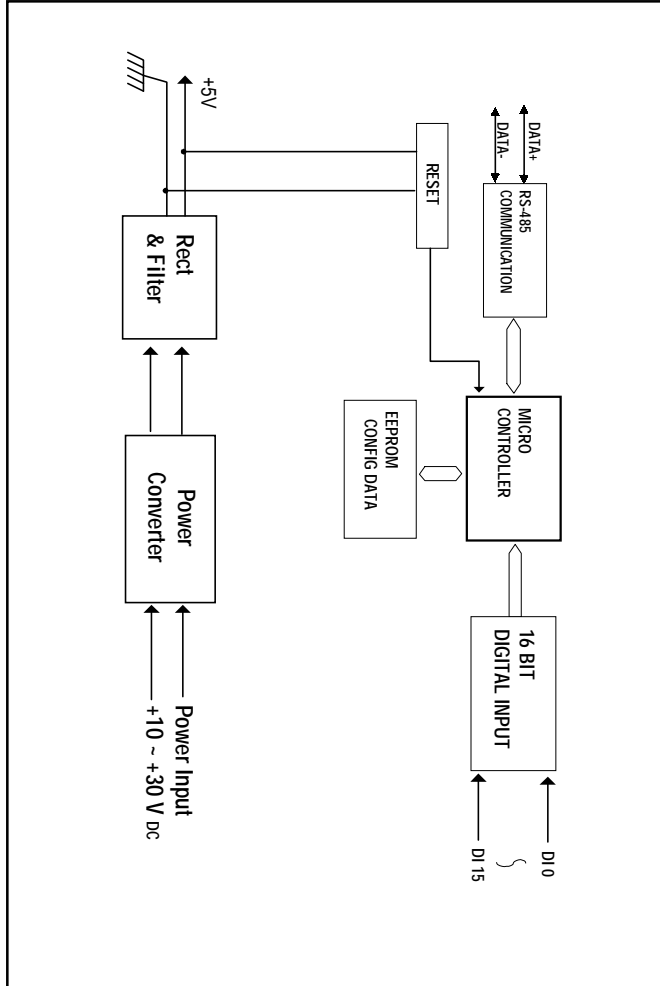 DATA+
DATA-
RS-485
COMMUNICATION
MICRO
CONTROLLER
16 BIT
DIGITAL INPUT
DI 0
DI 15
RESET
EEPROM
CONFIG DATA
+5V
Rect
& Filter
Power
Converter
Power Input
+10 ~ +30 V DC